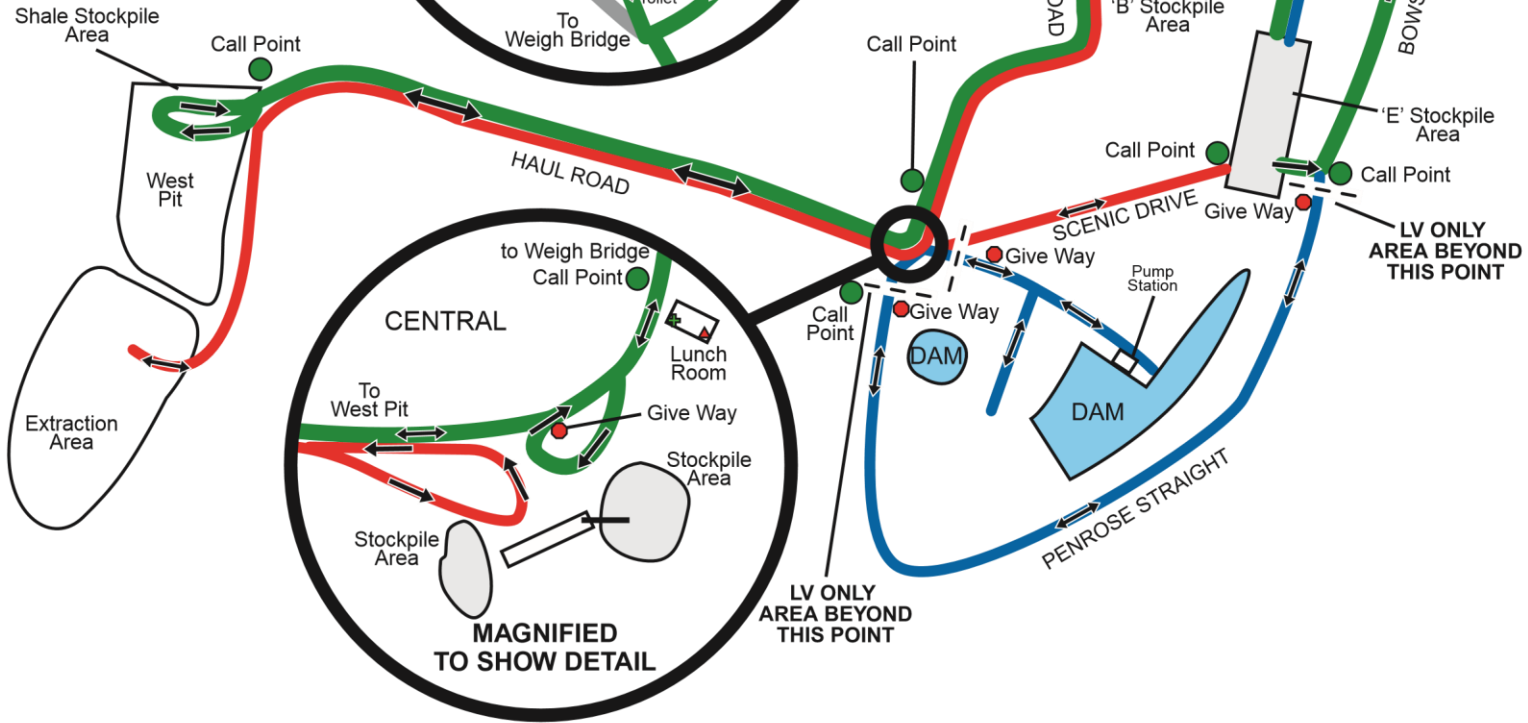 Shale Stockpile
Area
Call Point
To
Weigh Bridge
Call Point
OAD
'B' Stockpile
Area
BOWS
'E' Stockpile
Area
Call Point
Call Point
West
Pit
HAUL ROAD
SCENIC DRIVE
Give Way
LV ONLY
AREA BEYOND
THIS POINT
to Weigh Bridge
Call Point
Give Way
Pump
Station
CENTRAL
Call
Point
Give Way
Lunch
Room
DAM
To
West Pit
Give Way
DAM
Extraction
Area
Stockpile
Area
Stockpile
Area
PENROSE STRAIGHT
LV ONLY
AREA BEYOND
THIS POINT
MAGNIFIED
TO SHOW DETAIL